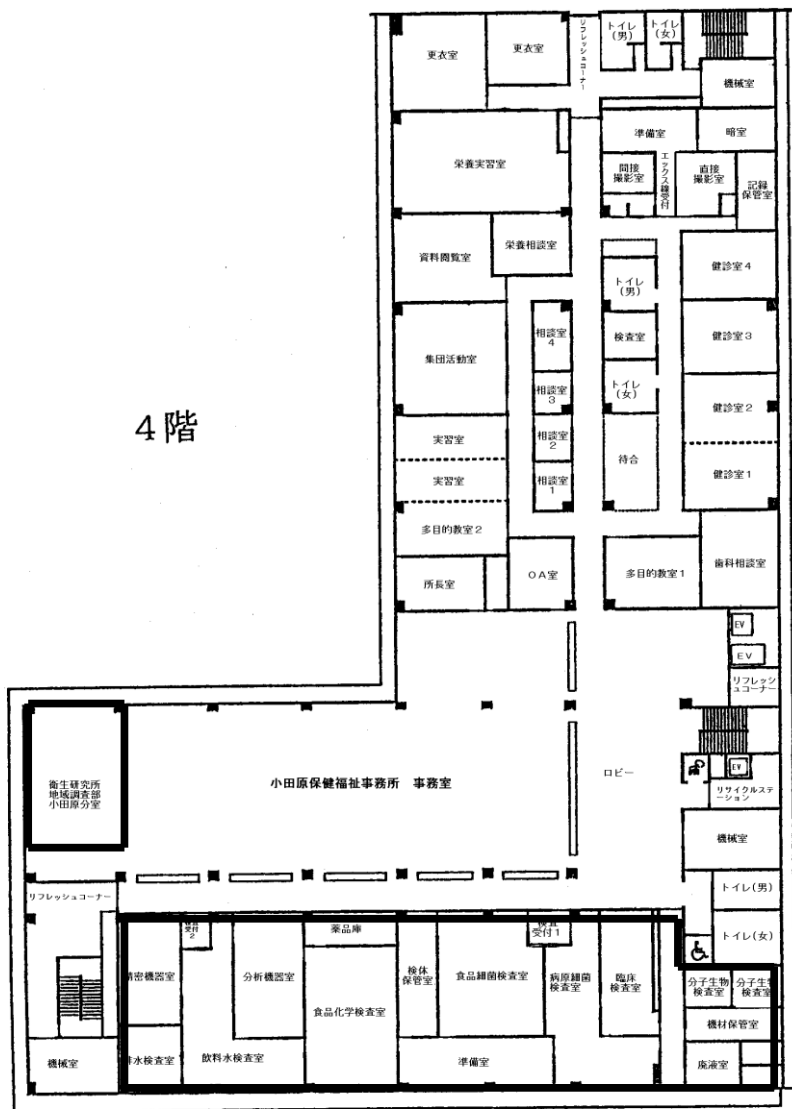 更衣室
更衣室
リフレッシュコーナー
トイレ
(男)
トイレ
(女)
機械室
準備室
暗室
栄養実習室
間接
撮影室
エックス線受付
直接
撮影室
記録
保管室
資料閲覧室
栄養相談室
健診室4
トイレ
(男)
集団活動室
相談室
4
検査室
健診室3
相談室
3
トイレ
(女)
健診室2
4階
実習室
相談室
2
待合
実習室
相談室
1
健診室1
多目的教室2
所長室
OA室
多目的教室1
歯科相談室
EV
EV
リフレッシ
ュコーナー
衛生研究所
地域調査部
小田原分室
小田原保健福祉事務所 事務室
ロビー
EV
リサイクルステ
ーション
機械室
リフレッシュコーナー
トイレ(男)
トイレ(女)
検査
受付
2
薬品庫
検査
受付1
精密機器室
分析機器室
検体
保管室
食品細菌検査室
病原細菌
検査室
臨床
検査室
分子生物
検査室
分子生物
検査室
食品化学検査室
機材保管室
機械室
排水検査室
飲料水検査室
準備室
廃液室